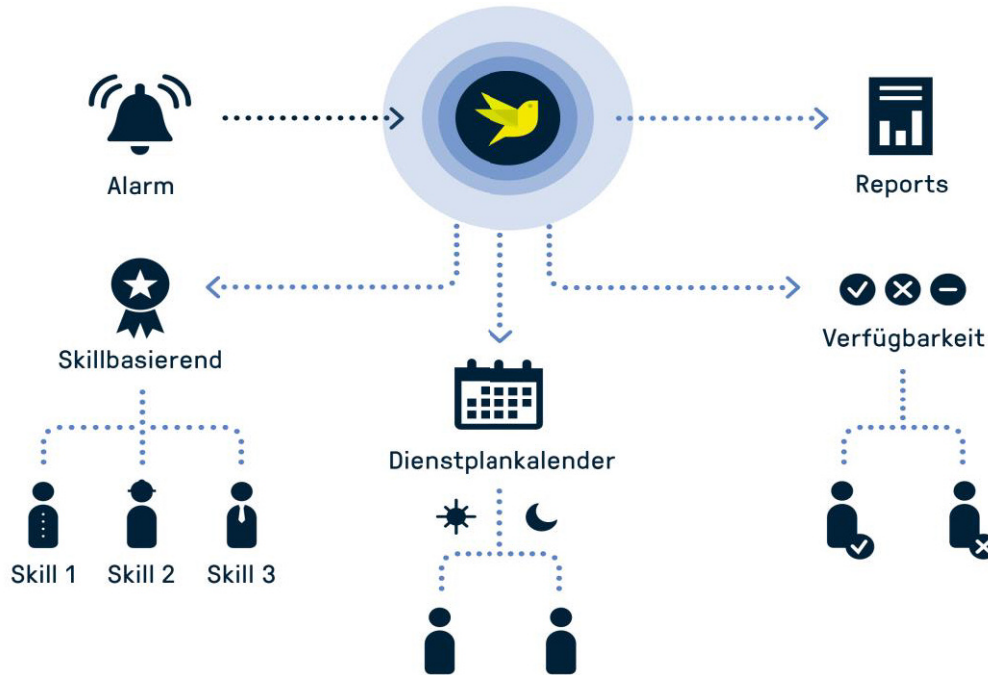 Alarm
Reports
Skillbasierend
Verfügbarkeit
Dienstplankalender
Skill 1
Skill 2
Skill 3